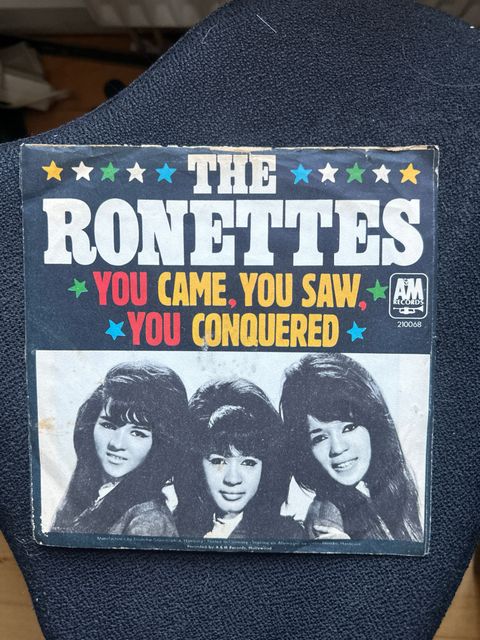 THE
RONETTES
YOU CAME, YOU SAW,
YOU CONQUERED
A&M
RECORDS
210068
Recorded by A & M Records, Hollywood